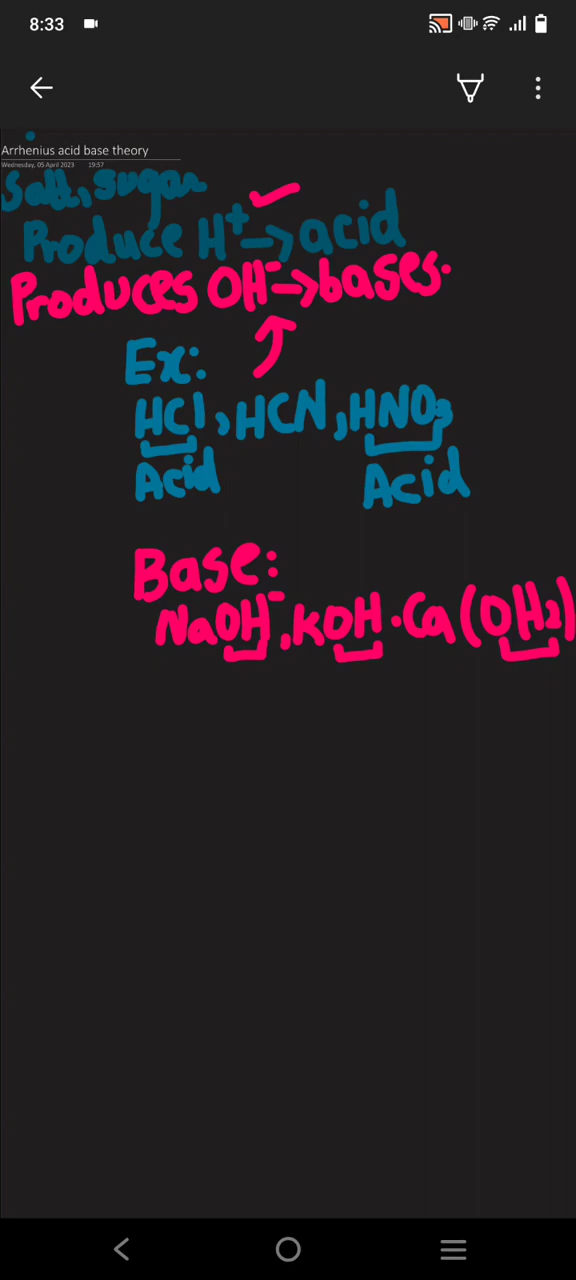 8:33
Arrhenius acid base theory
Wednesday, 05 April 2023 19:57
Salt, sugar
Produce H+ → acid
Produces OH- → bases.
Ex:
HCl, HCN, HNO3
Acid Acid
Base:
NaOH-, KOH. Ca(OH2)